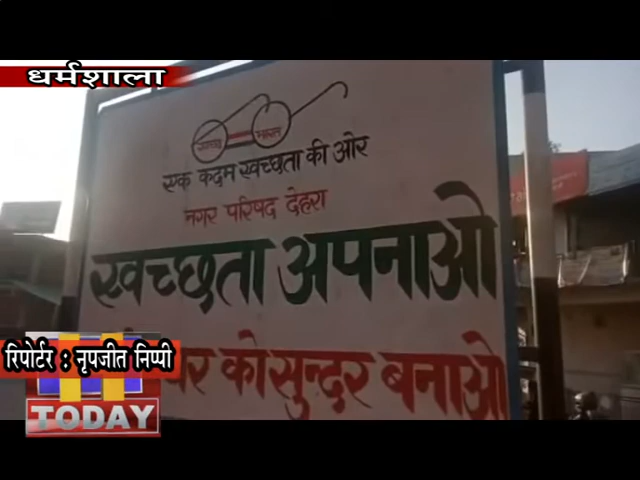 धर्मशाला
स्वच्छ भारत
एक कदम स्वच्छता की ओर
नगर परिषद देहरा
स्वच्छता अपनाओ
को सुन्दर बनाओ
रिपोर्टर : नृपजीत निप्पी
TODAY